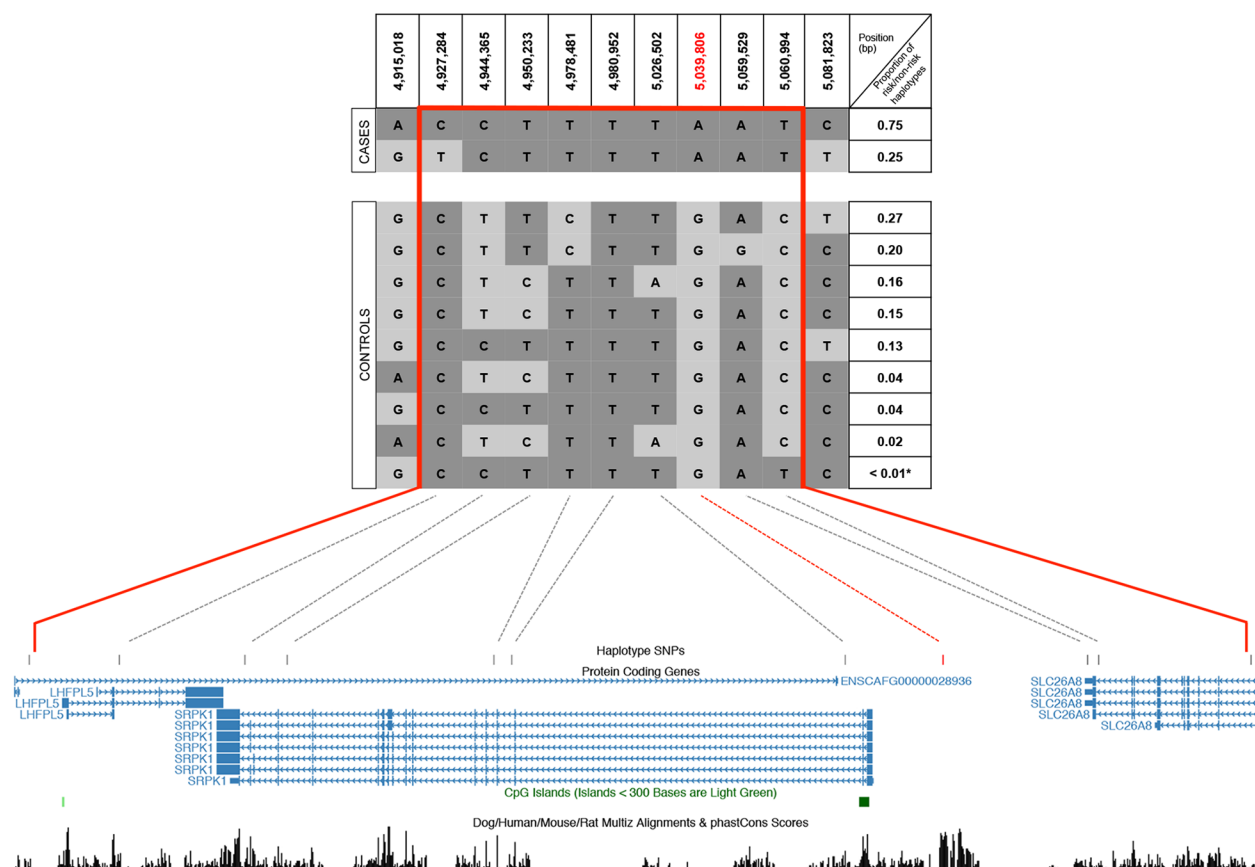 4,915,018 4,927,284 4,944,365 4,950,233 4,978,481 4,980,952 5,026,502 5,039,806 5,059,529 5,060,994 5,081,823
Position
(bp)
Proportion of
risk/non-risk
haplotypes
CASES
A C C T T T T A A T C 0.75
G T C T T T T A A T T 0.25
CONTROLS
G C T T C T T G A C T 0.27
G C T T C T T G G C C 0.20
G C T C T T A G A C C 0.16
G C T C T T T G A C C 0.15
G C C T T T T G A C T 0.13
A C T C T T T G A C C 0.04
G C C T T T T G A C C 0.04
A C T C T T A G A C C 0.02
G C C T T T T G A T C < 0.01*
Haplotype SNPs
Protein Coding Genes
ENSCAFG00000028936 SLC26A8
LHFPL5 SLC26A8
LHFPL5 SLC26A8
LHFPL5 SRPK1 SLC26A8
SRPK1 SLC26A8
SRPK1
SRPK1
SRPK1
SRPK1
SRPK1
CpG Islands (Islands < 300 Bases are Light Green)
Dog/Human/Mouse/Rat Multiz Alignments & phastCons Scores